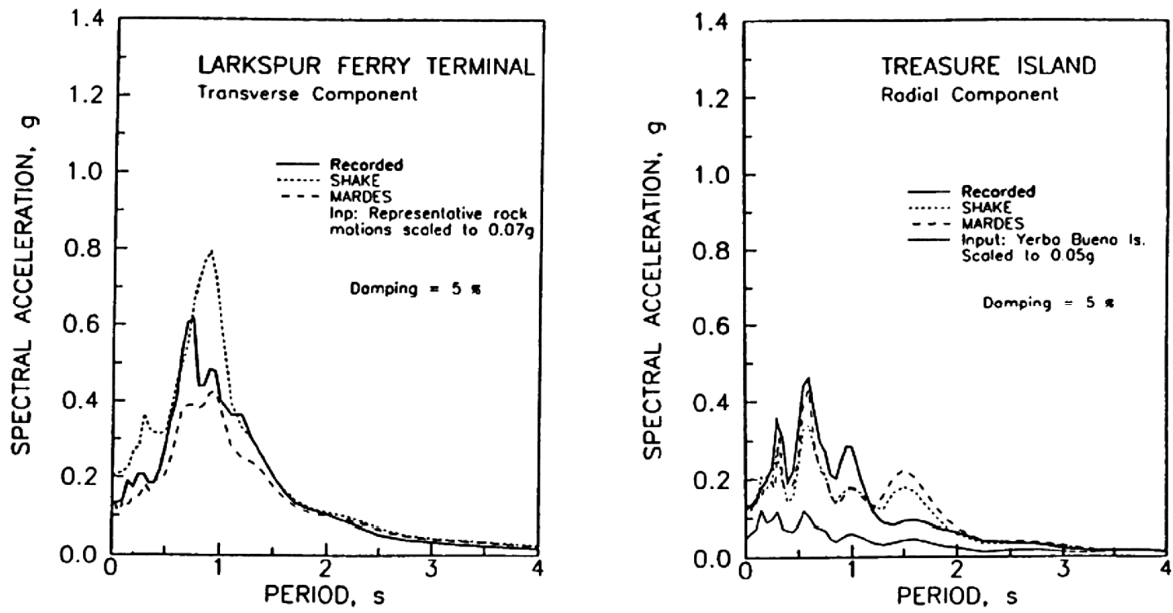 LARKSPUR FERRY TERMINAL
Transverse Component
Recorded
SHAKE
MARDES
Inp: Representative rock
motions scaled to 0.07g
Damping = 5 %
SPECTRAL ACCELERATION, g
1.4
1.2
1.0
0.8
0.6
0.4
0.2
0.0
0 1 2 3 4
PERIOD, s
TREASURE ISLAND
Radial Component
Recorded
SHAKE
MARDES
Input: Yerba Bueno Is.
Scaled to 0.05g
Damping = 5 %
SPECTRAL ACCELERATION, g
1.4
1.2
1.0
0.8
0.6
0.4
0.2
0.0
0 1 2 3 4
PERIOD, s